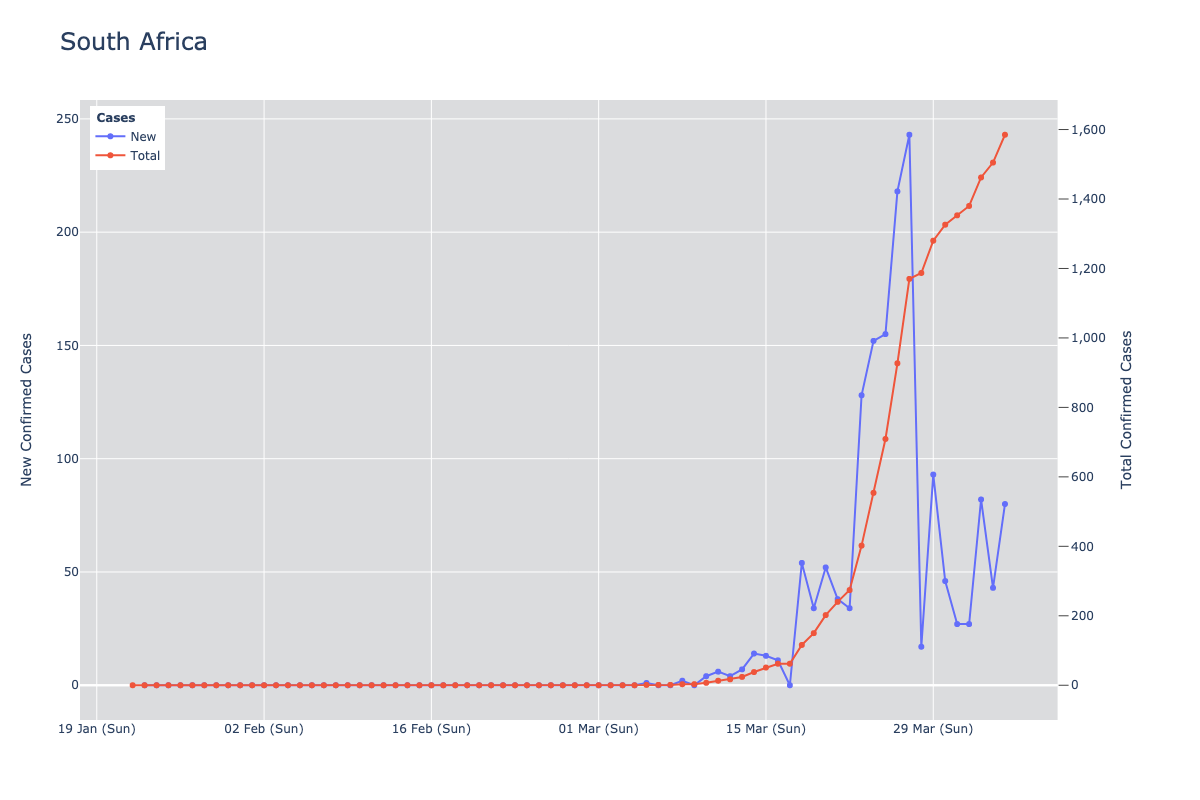 South Africa
Cases
New
Total
250
200
150
100
50
0
New Confirmed Cases
1,600
1,400
1,200
1,000
800
600
400
200
0
Total Confirmed Cases
19 Jan (Sun)
02 Feb (Sun)
16 Feb (Sun)
01 Mar (Sun)
15 Mar (Sun)
29 Mar (Sun)